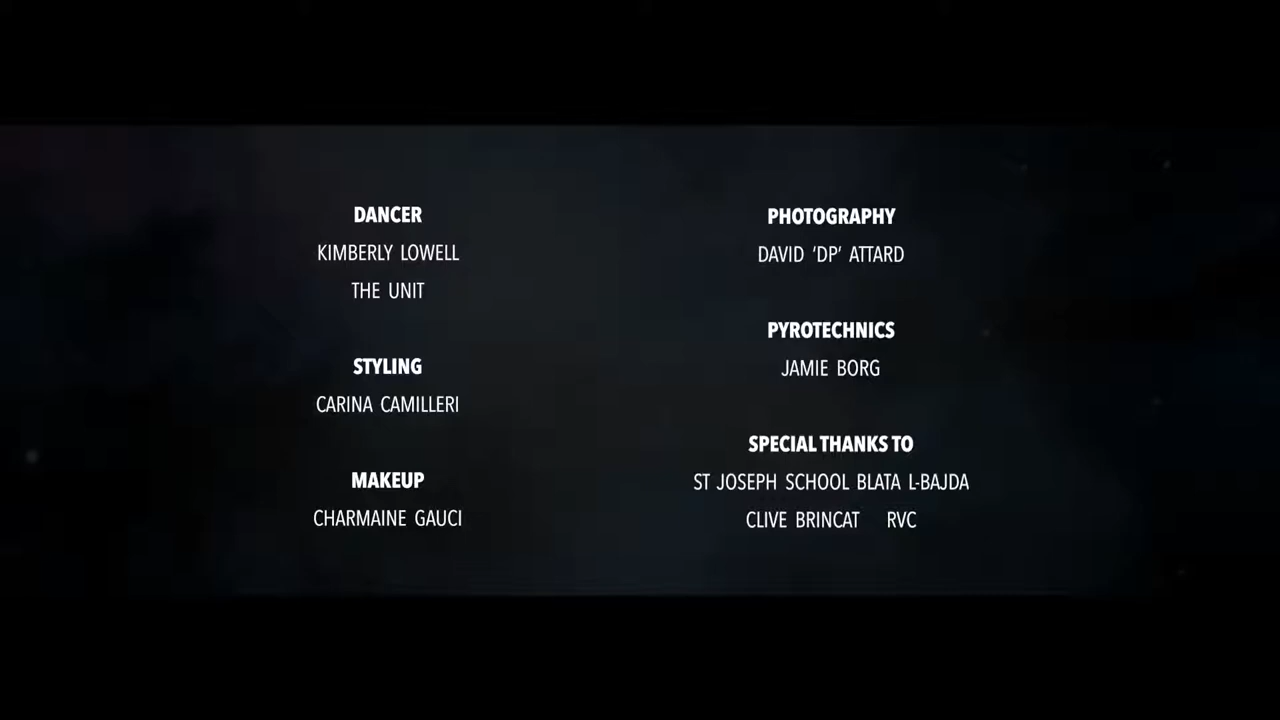 DANCER
KIMBERLY LOWELL
THE UNIT
STYLING
CARINA CAMILLERI
MAKEUP
CHARMAINE GAUCI
PHOTOGRAPHY
DAVID ‘DP’ ATTARD
PYROTECHNICS
JAMIE BORG
SPECIAL THANKS TO
ST JOSEPH SCHOOL BLATA L-BAJDA
CLIVE BRINCAT RVC